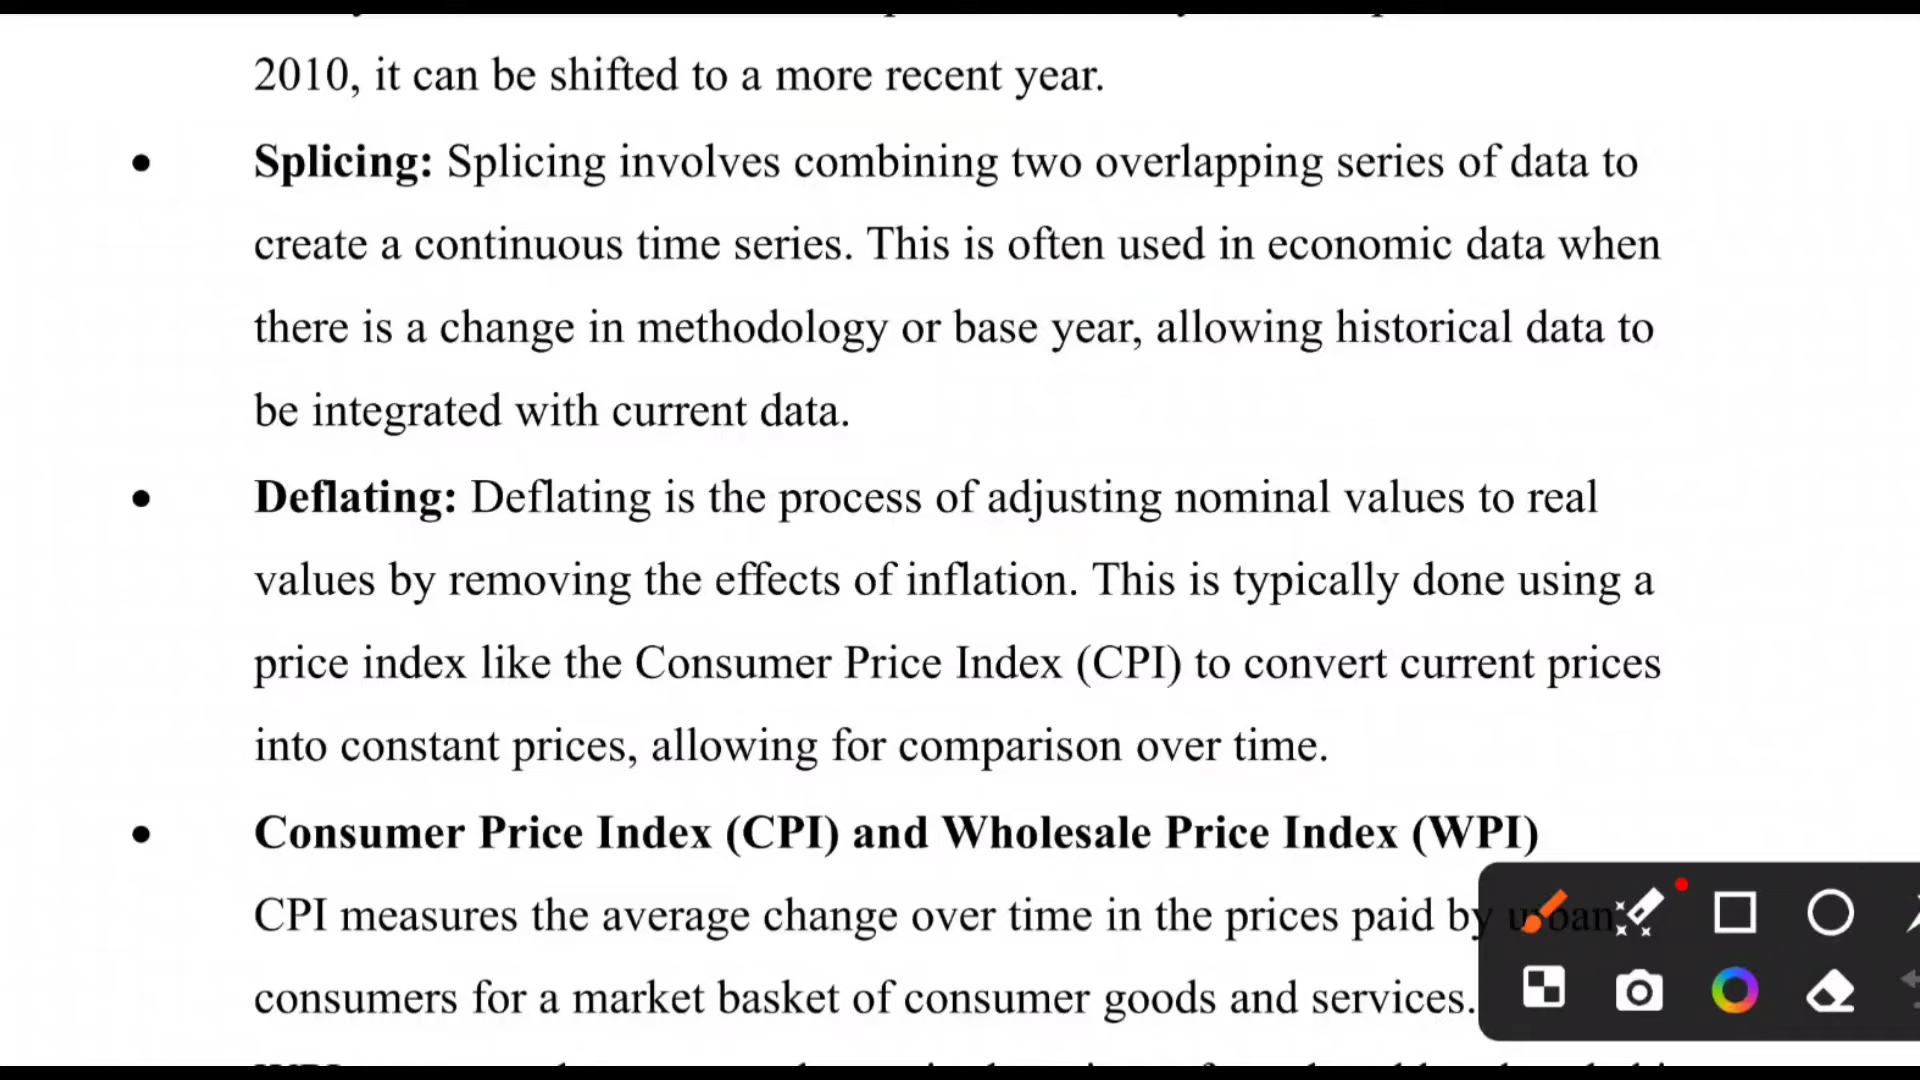 2010, it can be shifted to a more recent year.
• Splicing: Splicing involves combining two overlapping series of data to
create a continuous time series. This is often used in economic data when
there is a change in methodology or base year, allowing historical data to
be integrated with current data.
• Deflating: Deflating is the process of adjusting nominal values to real
values by removing the effects of inflation. This is typically done using a
price index like the Consumer Price Index (CPI) to convert current prices
into constant prices, allowing for comparison over time.
• Consumer Price Index (CPI) and Wholesale Price Index (WPI)
CPI measures the average change over time in the prices paid by urban
consumers for a market basket of consumer goods and services.